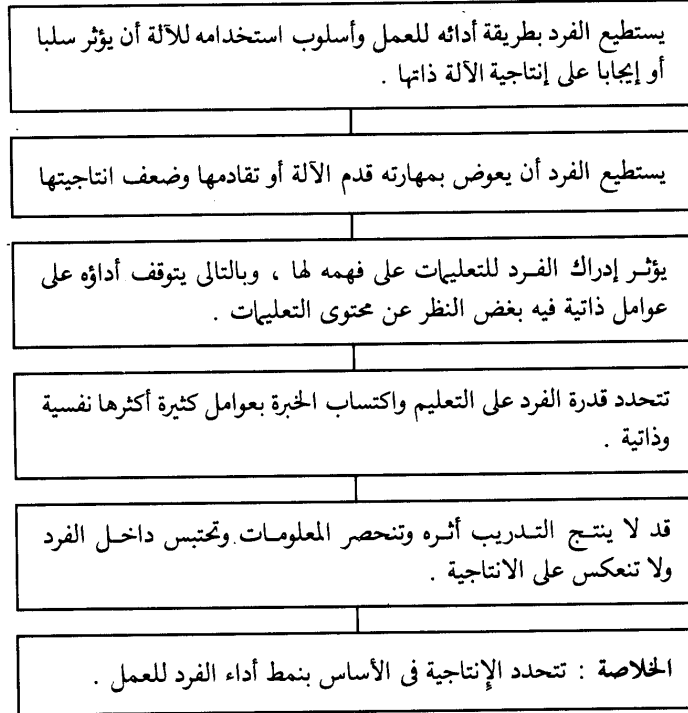 يستطيع الفرد بطريقة أدائه للعمل وأسلوب استخدامه للآلة أن يؤثر سلبا
أو إيجابا على إنتاجية الآلة ذاتها .
يستطيع الفرد أن يعوض بمهارته قدم الآلة أو تقادمها وضعف انتاجيتها
يؤثر إدراك الفرد للتعليمات على فهمه لها ، وبالتالى يتوقف أداؤه على
عوامل ذاتية فيه بغض النظر عن محتوى التعليمات .
تتحدد قدرة الفرد على التعليم واكتساب الخبرة بعوامل كثيرة أكثرها نفسية
وذاتية .
قد لا ينتج التدريب أثره وتنحصر المعلومات وتحتبس داخل الفرد
ولا تنعكس على الانتاجية .
الخلاصة : تتحدد الإنتاجية فى الأساس بنمط أداء الفرد للعمل .